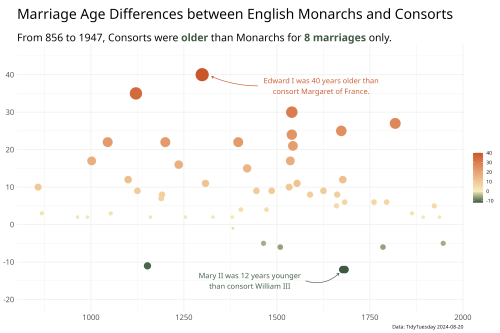 Marriage Age Differences between English Monarchs and Consorts
From 856 to 1947, Consorts were older than Monarchs for 8 marriages only.
40
Edward I was 40 years older than
consort Margaret of France.
30
20
10
0
-10
-20
40
30
20
10
0
-10
Mary II was 12 years younger
than consort William III
1000
1250
1500
1750
2000
Data: TidyTuesday 2024-08-20